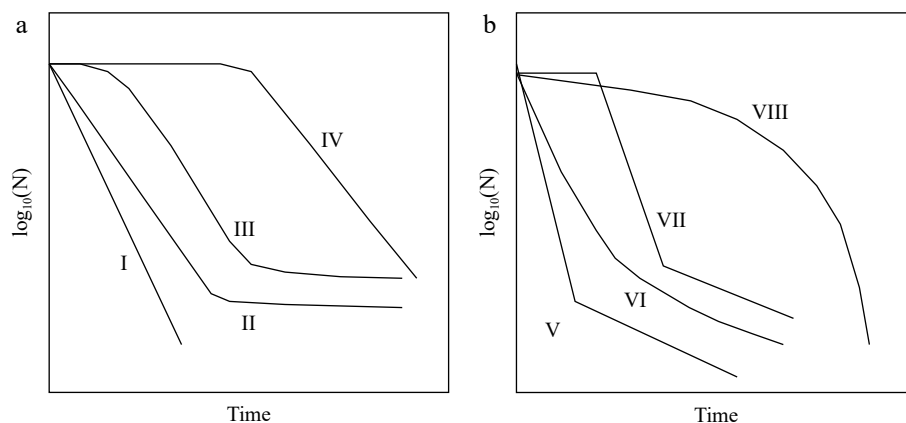 a
b
log₁₀(N)
IV
III
I
II
Time
log₁₀(N)
VIII
VII
VI
V
Time